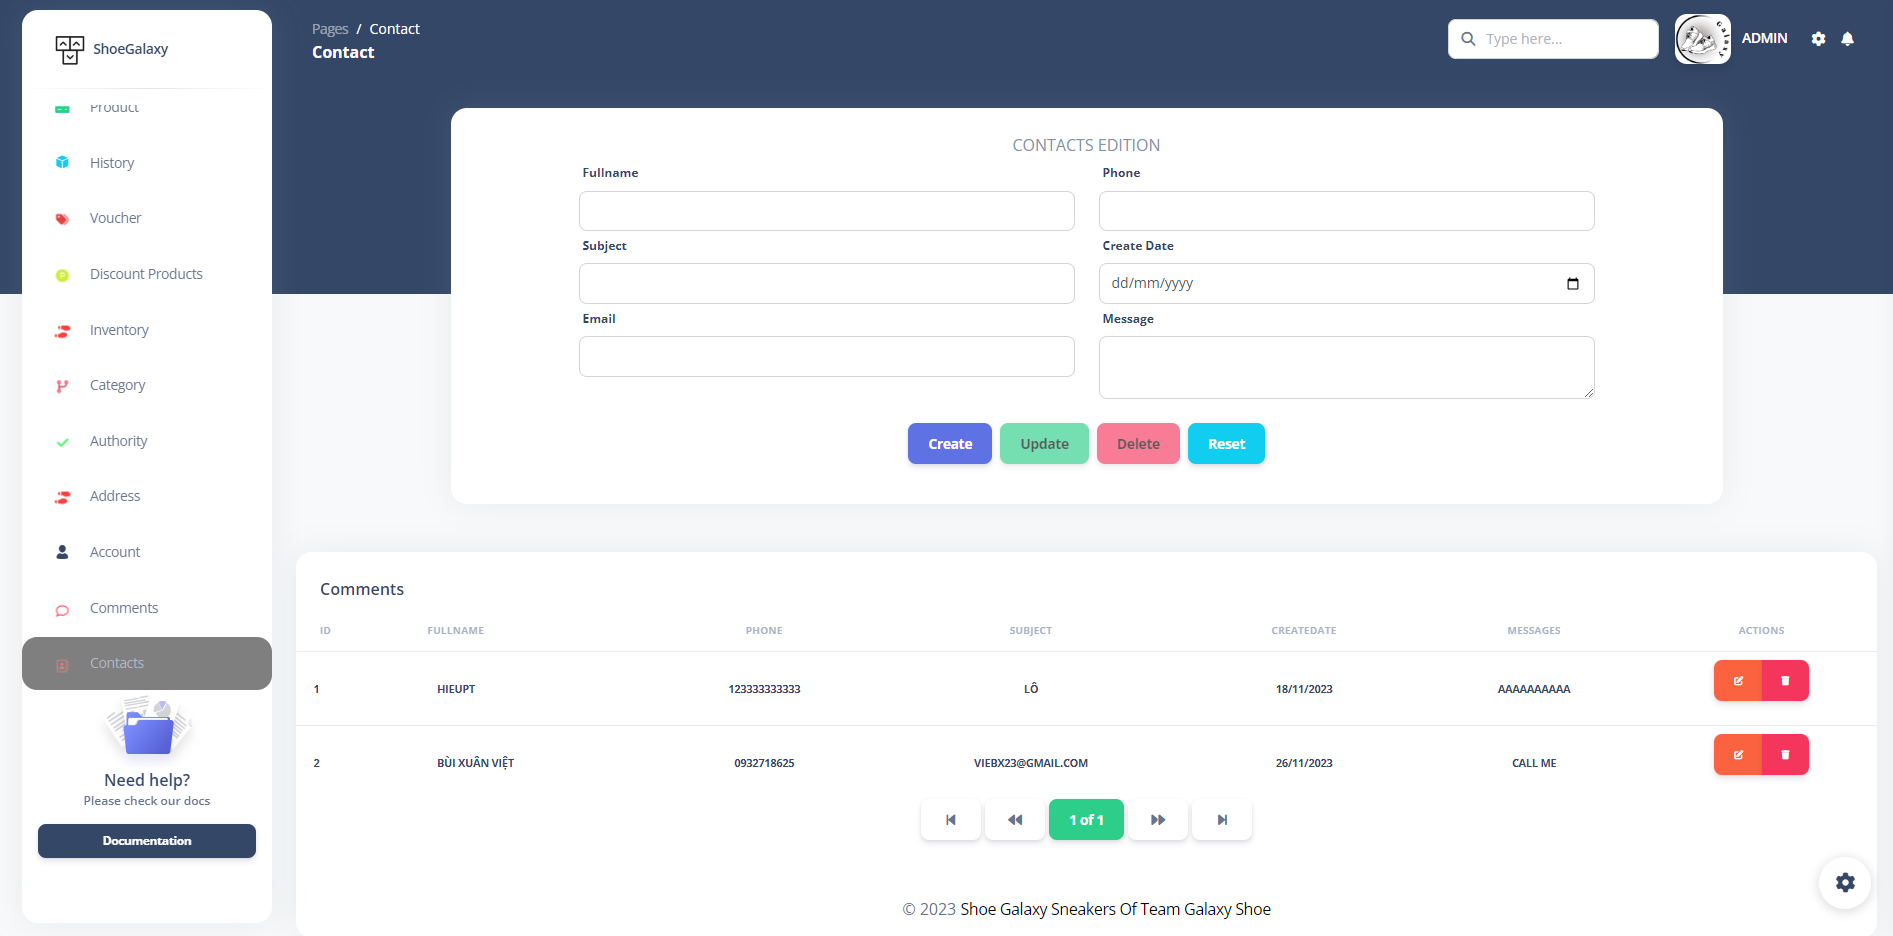 ShoeGalaxy
Product
History
Voucher
Discount Products
Inventory
Category
Authority
Address
Account
Comments
Contacts
Need help?
Please check our docs
Documentation
Pages / Contact
Contact
Type here...
ADMIN
CONTACTS EDITION
Fullname Phone
Subject Create Date
dd/mm/yyyy
Email Message
Create Update Delete Reset
Comments
ID FULLNAME PHONE SUBJECT CREATEDATE MESSAGES ACTIONS
1 HIEUPT 123333333333 LÔ 18/11/2023 AAAAAAAAAA
2 BÙI XUÂN VIỆT 0932718625 VIEBX23@GMAIL.COM 26/11/2023 CALL ME
1 of 1
© 2023 Shoe Galaxy Sneakers Of Team Galaxy Shoe